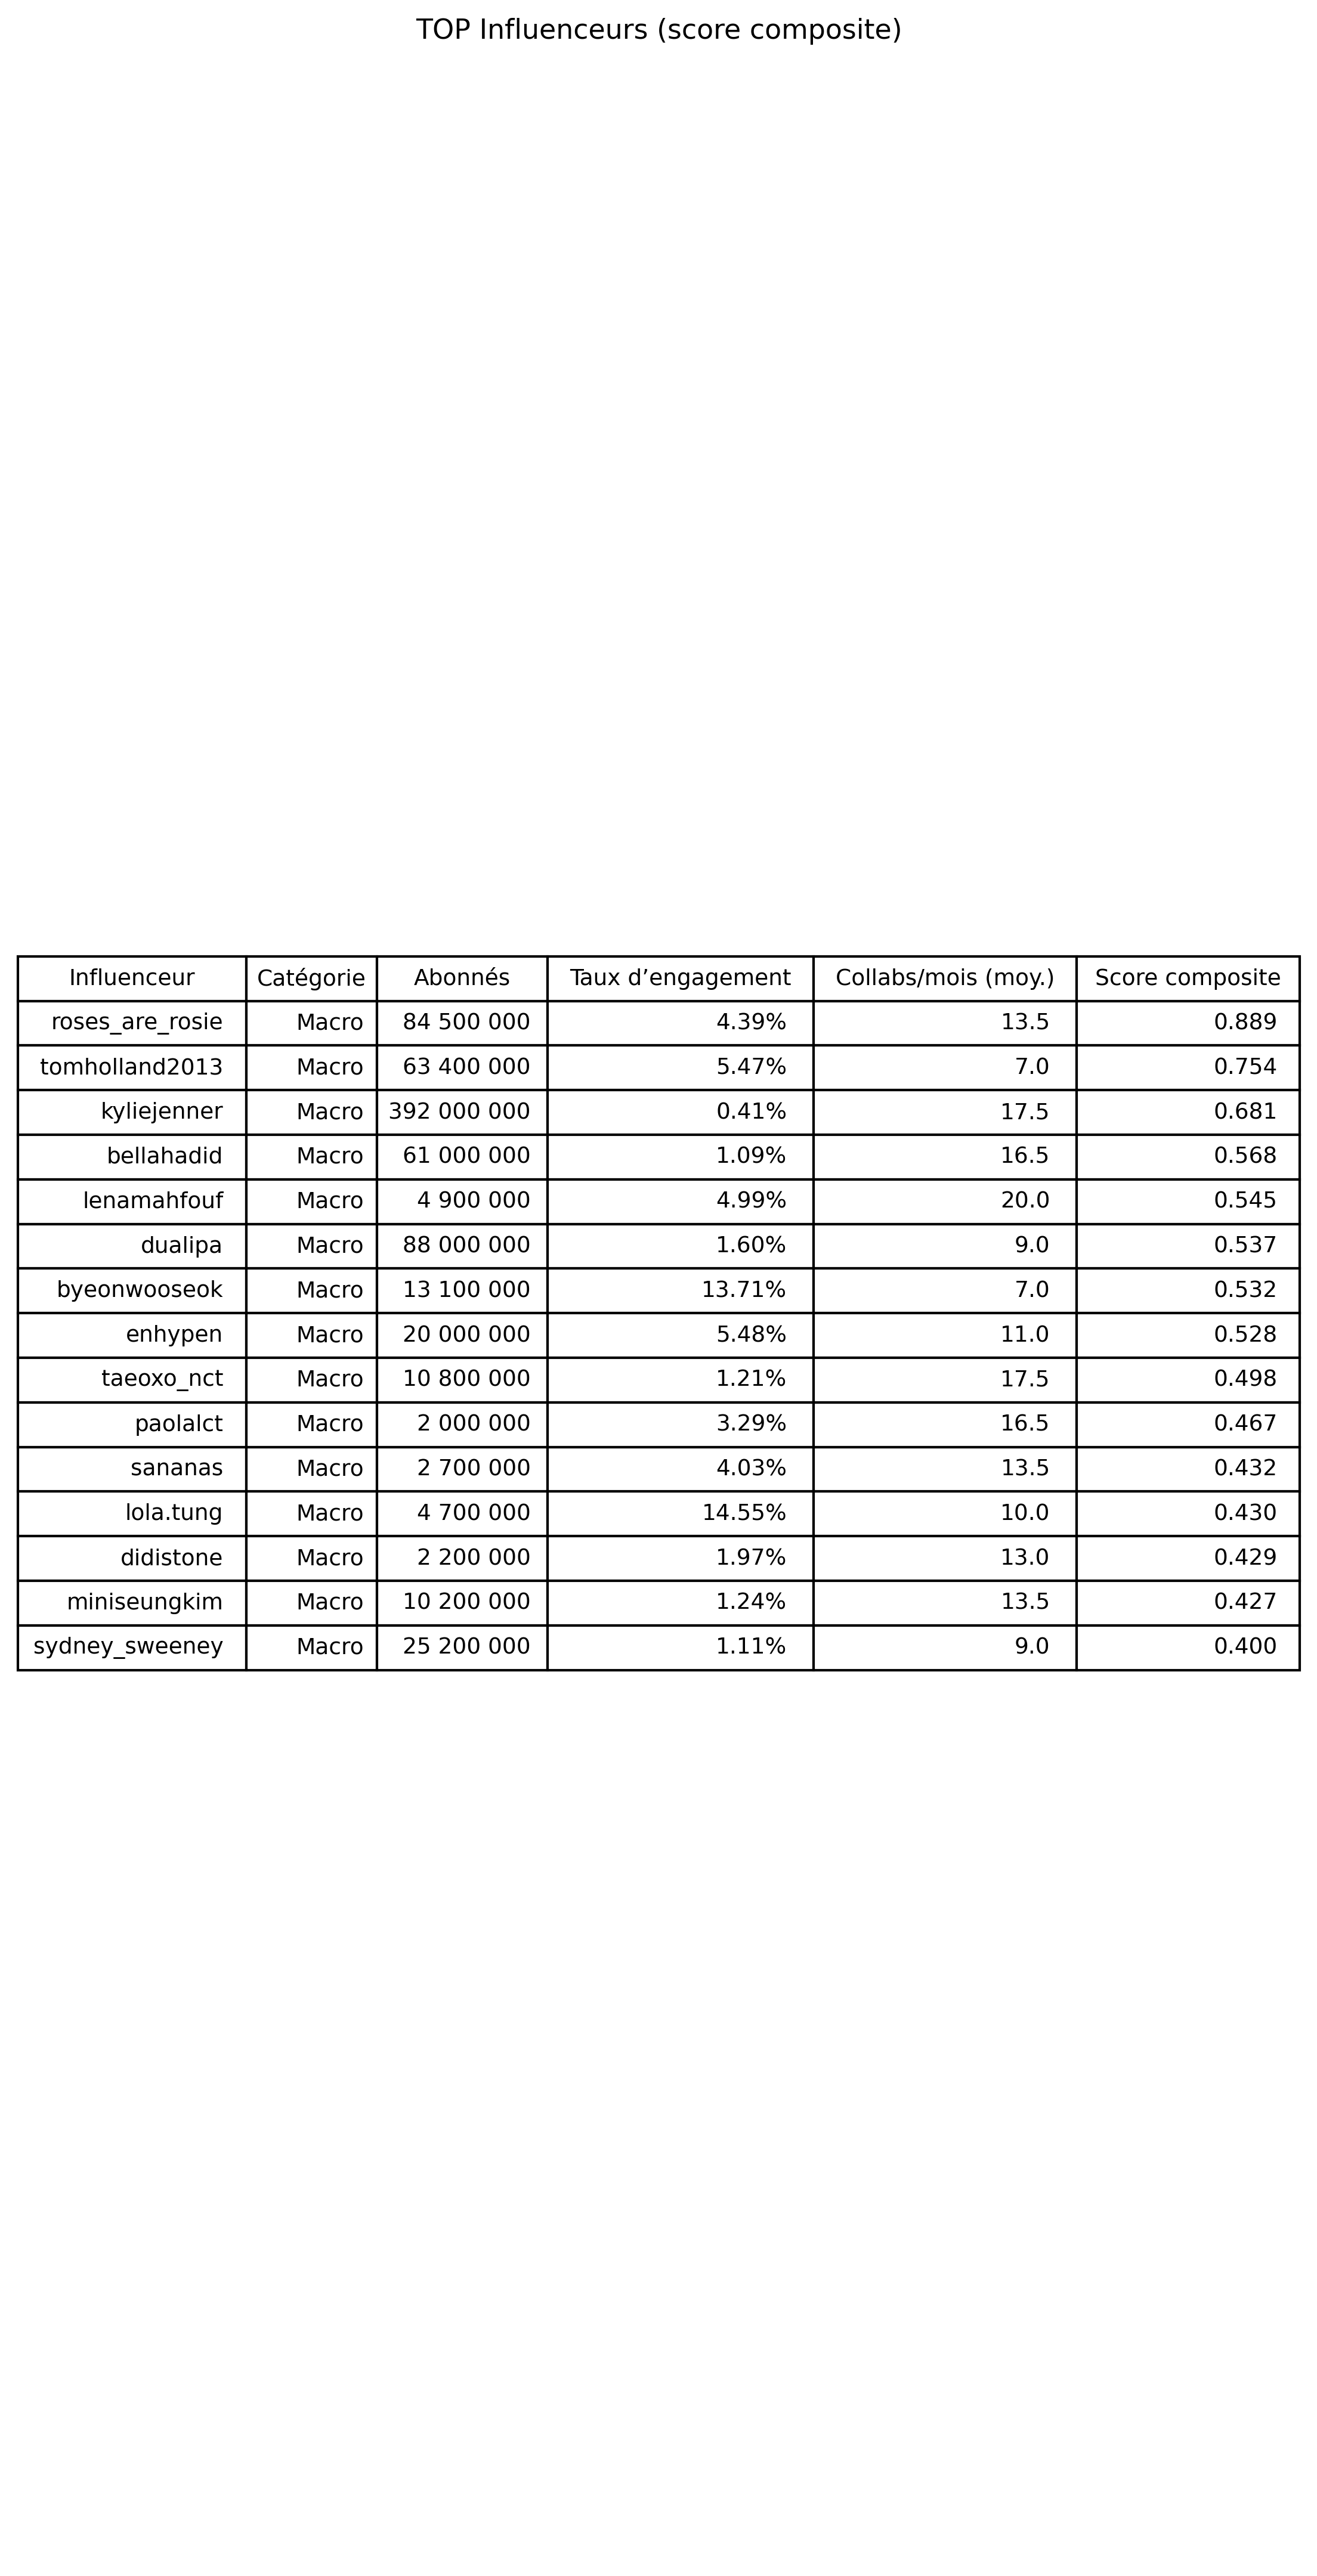 TOP Influenceurs (score composite)
Influenceur Catégorie Abonnés Taux d’engagement Collabs/mois (moy.) Score composite
roses_are_rosie Macro 84 500 000 4.39% 13.5 0.889
tomholland2013 Macro 63 400 000 5.47% 7.0 0.754
kyliejenner Macro 392 000 000 0.41% 17.5 0.681
bellahadid Macro 61 000 000 1.09% 16.5 0.568
lenamahfouf Macro 4 900 000 4.99% 20.0 0.545
dualipa Macro 88 000 000 1.60% 9.0 0.537
byeonwooseok Macro 13 100 000 13.71% 7.0 0.532
enhypen Macro 20 000 000 5.48% 11.0 0.528
taeoxo_nct Macro 10 800 000 1.21% 17.5 0.498
paolalct Macro 2 000 000 3.29% 16.5 0.467
sananas Macro 2 700 000 4.03% 13.5 0.432
lola.tung Macro 4 700 000 14.55% 10.0 0.430
didistone Macro 2 200 000 1.97% 13.0 0.429
miniseungkim Macro 10 200 000 1.24% 13.5 0.427
sydney_sweeney Macro 25 200 000 1.11% 9.0 0.400